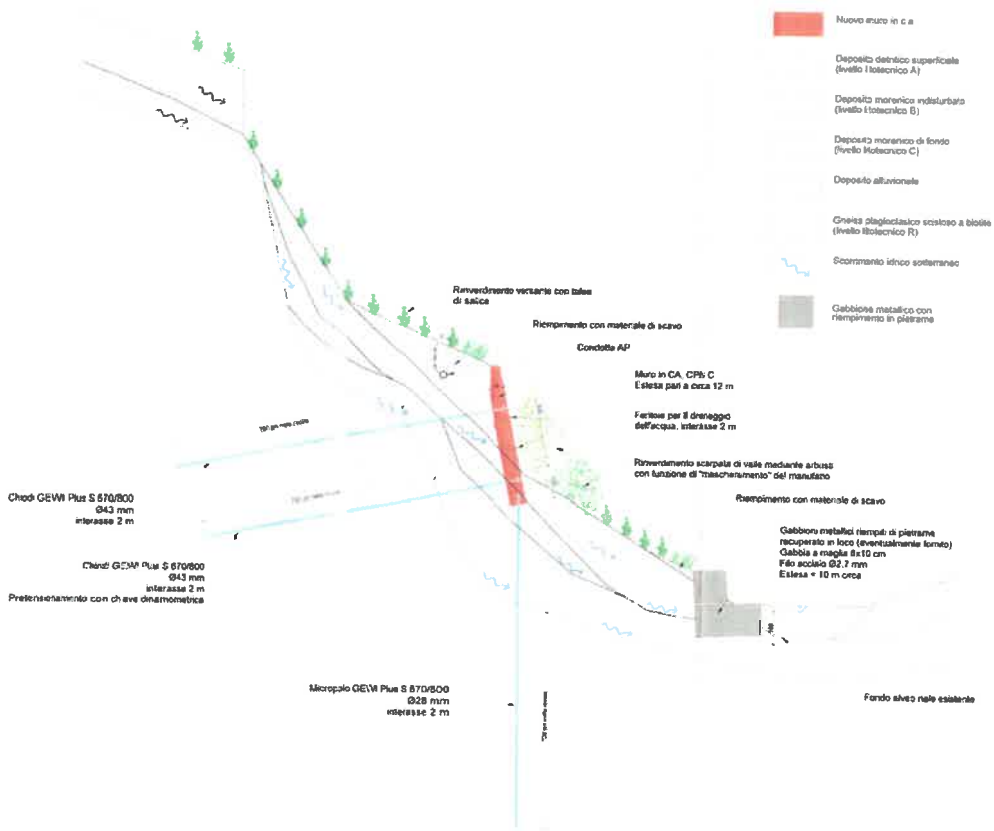 Nuovo muro in c a
Deposito detritico superficiale
(livello litotecnico A)
Deposito morenico indisturbato
(livello litotecnico B)
Deposito morenico di fondo
(livello litotecnico C)
Deposito alluvionale
Gneiss plagioclasico scistoso a biotite
(livello litotecnico R)
Scorrimento idrico sotterraneo
Gabbione metallico con
riempimento in pietrame
Rinverdimento versante con talee
di salice
Riempimento con materiale di scavo
Condotta AP
Muro in CA, CPN C
Estesa pari a circa 12 m
Feritoie per il drenaggio
dell'acqua, interasse 2 m
Rinverdimento scarpata di valle mediante arbusti
con funzione di "mascheramento" del manufatto
Riempimento con materiale di scavo
Gabbioni metallici riempiti di pietrame
recuperato in loco (eventualmente fornito)
Gabbia a maglia 8x10 cm
Filo acciaio Ø2.7 mm
Estesa = 10 m circa
Chiodi GEWI Plus S 670/800
Ø43 mm
interasse 2 m
Chiodi GEWI Plus S 670/800
Ø43 mm
interasse 2 m
Pretensionamento con chiave dinamometrica
Micropalo GEWI Plus S 670/800
Ø28 mm
interasse 2 m
Fondo alveo riale esistente